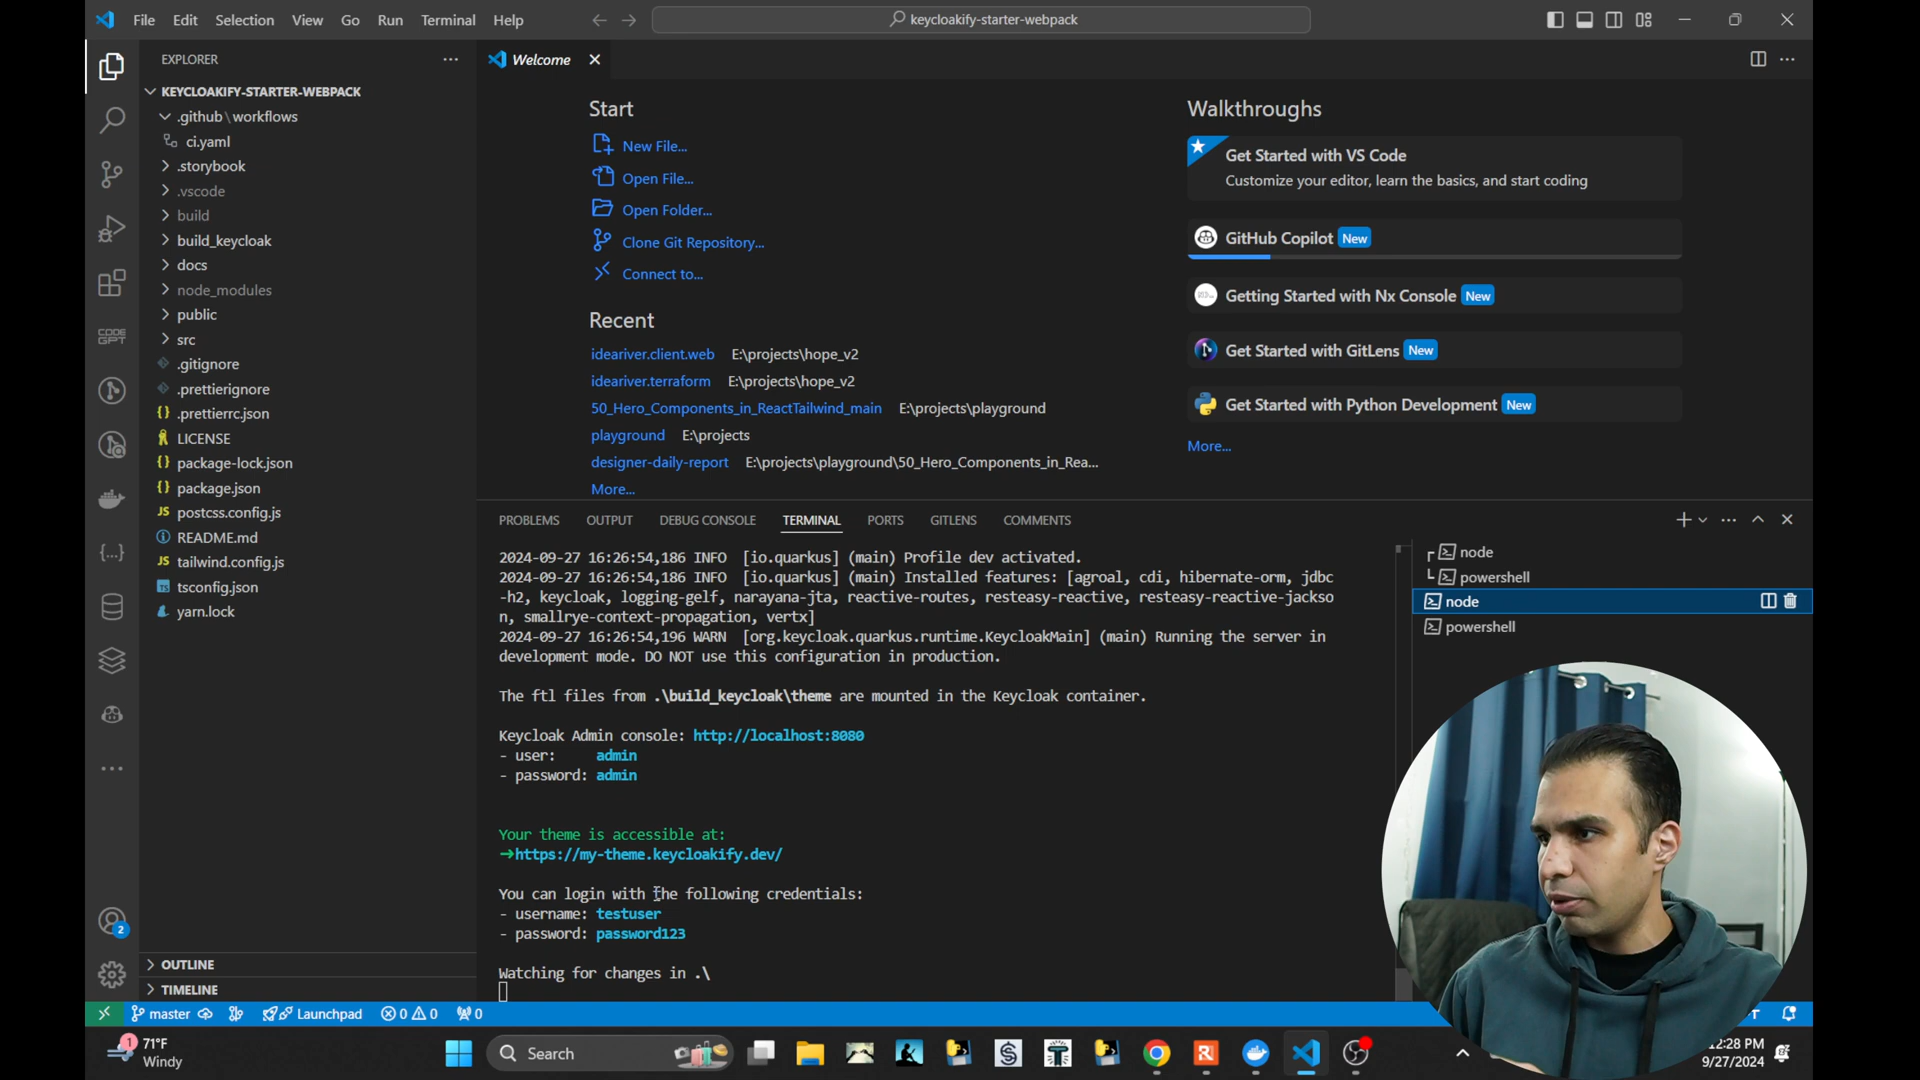 File Edit Selection View Go Run Terminal Help
keycloakify-starter-webpack
EXPLORER
KEYCLOAKIFY-STARTER-WEBPACK
.github\workflows
ci.yaml
.storybook
.vscode
build
build_keycloak
docs
node_modules
public
src
.gitignore
.prettierignore
.prettierrc.json
LICENSE
package-lock.json
package.json
postcss.config.js
README.md
tailwind.config.js
tsconfig.json
yarn.lock
OUTLINE
TIMELINE
CODE
GPT
2
Welcome
Start
New File...
Open File...
Open Folder...
Clone Git Repository...
Connect to...
Recent
ideariver.client.web E:\projects\hope_v2
ideariver.terraform E:\projects\hope_v2
50_Hero_Components_in_ReactTailwind_main E:\projects\playground
playground E:\projects
designer-daily-report E:\projects\playground\50_Hero_Components_in_Rea...
More...
Walkthroughs
Get Started with VS Code
Customize your editor, learn the basics, and start coding
GitHub Copilot New
Getting Started with Nx Console New
Get Started with GitLens New
Get Started with Python Development New
More...
PROBLEMS OUTPUT DEBUG CONSOLE TERMINAL PORTS GITLENS COMMENTS
2024-09-27 16:26:54,186 INFO [io.quarkus] (main) Profile dev activated.
2024-09-27 16:26:54,186 INFO [io.quarkus] (main) Installed features: [agroal, cdi, hibernate-orm, jdbc
-h2, keycloak, logging-gelf, narayana-jta, reactive-routes, resteasy-reactive, resteasy-reactive-jackso
n, smallrye-context-propagation, vertx]
2024-09-27 16:26:54,196 WARN [org.keycloak.quarkus.runtime.KeycloakMain] (main) Running the server in
development mode. DO NOT use this configuration in production.
The ftl files from .\build_keycloak\theme are mounted in the Keycloak container.
Keycloak Admin console: http://localhost:8080
- user: admin
- password: admin
Your theme is accessible at:
➜https://my-theme.keycloakify.dev/
You can login with the following credentials:
- username: testuser
- password: password123
Watching for changes in .\
node
powershell
node
powershell
master Launchpad 0 0 0
1
71°F
Windy
Search
12:28 PM
9/27/2024